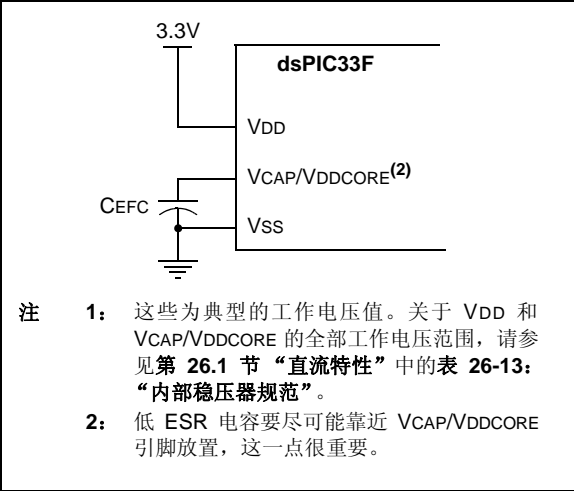 3.3V
dsPIC33F
VDD
VCAP/VDDCORE(2)
CEFC
VSS
注 1： 这些为典型的工作电压值。关于 VDD 和
VCAP/VDDCORE 的全部工作电压范围，请参
见第 26.1 节 “直流特性”中的表 26-13：
“内部稳压器规范”。
2： 低 ESR 电容要尽可能靠近 VCAP/VDDCORE
引脚放置，这一点很重要。